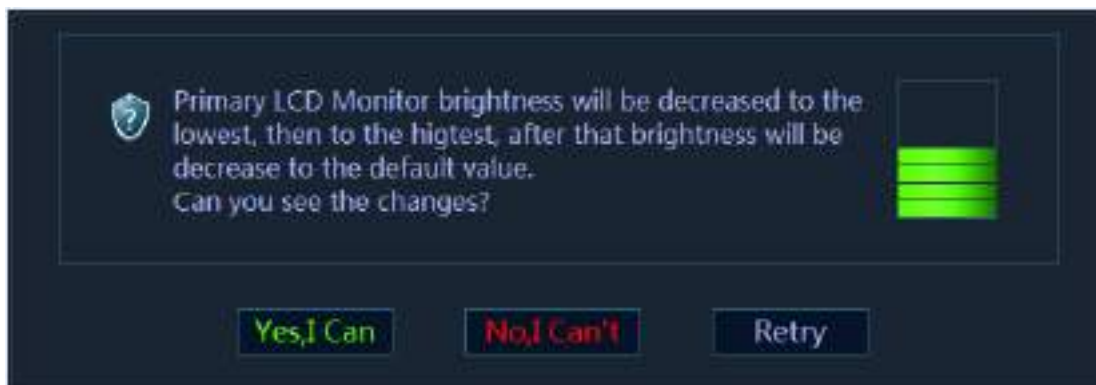 Primary LCD Monitor brightness will be decreased to the
lowest, then to the higtest, after that brightness will be
decrease to the default value.
Can you see the changes?
Yes,I Can
No,I Can't
Retry